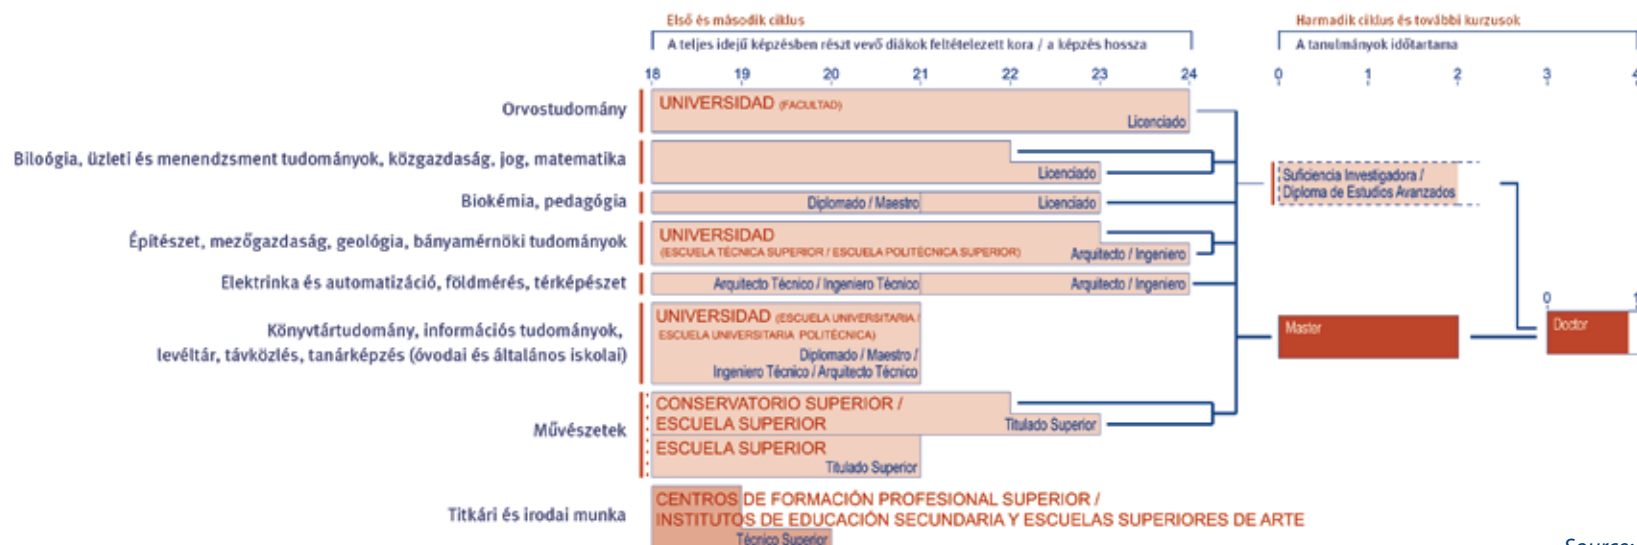 Első és második ciklus
A teljes idejű képzésben részt vevő diákok feltételezett kora / a képzés hossza
18 19 20 21 22 23 24
Harmadik ciklus és további kurzusok
A tanulmányok időtartama
0 1 2 3 4
Orvostudomány
UNIVERSIDAD (FACULTAD)
Licenciado
Biloógia, üzleti és menendzsment tudományok, közgazdaság, jog, matematika
Licenciado
Biokémia, pedagógia
Diplomado / Maestro
Licenciado
Építészet, mezőgazdaság, geológia, bányamérnöki tudományok
UNIVERSIDAD
(ESCUELA TÉCNICA SUPERIOR / ESCUELA POLITÉCNICA SUPERIOR)
Arquitecto / Ingeniero
Elektrinka és automatizáció, földmérés, térképészet
Arquitecto Técnico / Ingeniero Técnico
Arquitecto / Ingeniero
Könyvtártudomány, információs tudományok,
levéltár, távközlés, tanárképzés (óvodai és általános iskolai)
UNIVERSIDAD (ESCUELA UNIVERSITARIA /
ESCUELA UNIVERSITARIA POLITÉCNICA)
Diplomado / Maestro /
Ingeniero Técnico / Arquitecto Técnico
Művészetek
CONSERVATORIO SUPERIOR /
ESCUELA SUPERIOR
Titulado Superior
ESCUELA SUPERIOR
Titulado Superior
Titkári és irodai munka
CENTROS DE FORMACIÓN PROFESIONAL SUPERIOR /
INSTITUTOS DE EDUCACIÓN SECUNDARIA Y ESCUELAS SUPERIORES DE ARTE
Técnico Superior
Suficiencia Investigadora /
Diploma de Estudios Avanzados
Master
0 1
Doctor